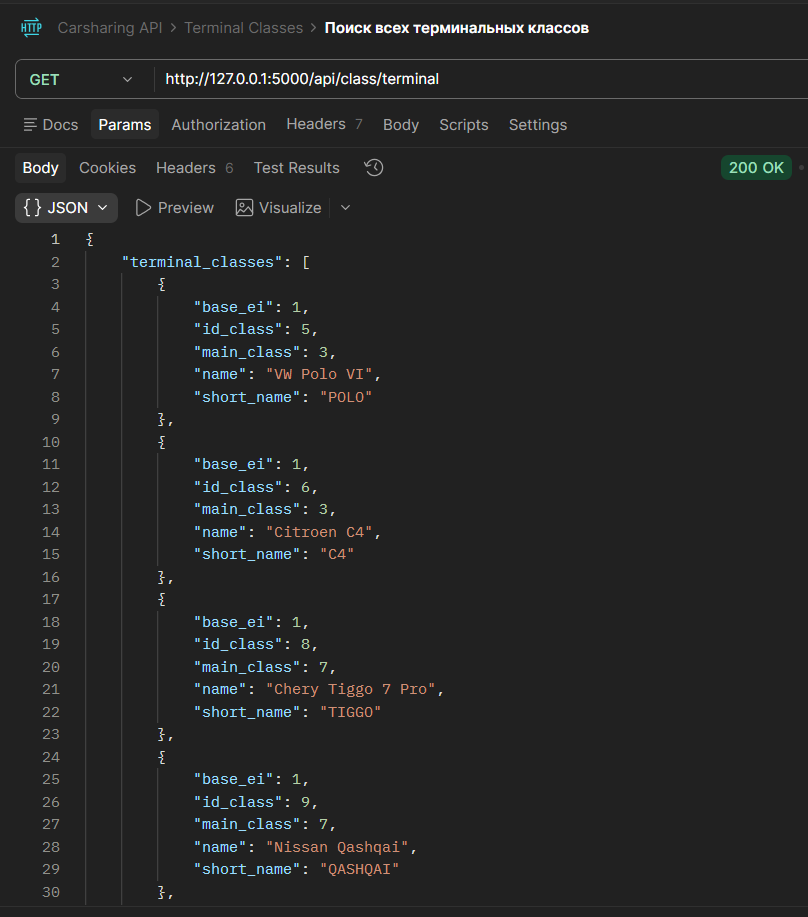 HTTP Carsharing API > Terminal Classes > Поиск всех терминальных классов
GET http://127.0.0.1:5000/api/class/terminal
Docs Params Authorization Headers 7 Body Scripts Settings
Body Cookies Headers 6 Test Results 200 OK
{} JSON Preview Visualize
1 {
2 "terminal_classes": [
3 {
4 "base_ei": 1,
5 "id_class": 5,
6 "main_class": 3,
7 "name": "VW Polo VI",
8 "short_name": "POLO"
9 },
10 {
11 "base_ei": 1,
12 "id_class": 6,
13 "main_class": 3,
14 "name": "Citroen C4",
15 "short_name": "C4"
16 },
17 {
18 "base_ei": 1,
19 "id_class": 8,
20 "main_class": 7,
21 "name": "Chery Tiggo 7 Pro",
22 "short_name": "TIGGO"
23 },
24 {
25 "base_ei": 1,
26 "id_class": 9,
27 "main_class": 7,
28 "name": "Nissan Qashqai",
29 "short_name": "QASHQAI"
30 },